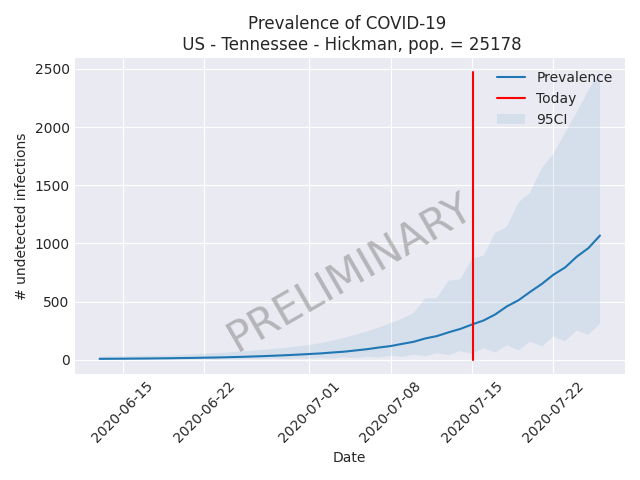 Prevalence of COVID-19
US - Tennessee - Hickman, pop. = 25178
2500
2000
1500
1000
500
0
# undetected infections
Prevalence
Today
95CI
PRELIMINARY
2020-06-15
2020-06-22
2020-07-01
2020-07-08
2020-07-15
2020-07-22
Date